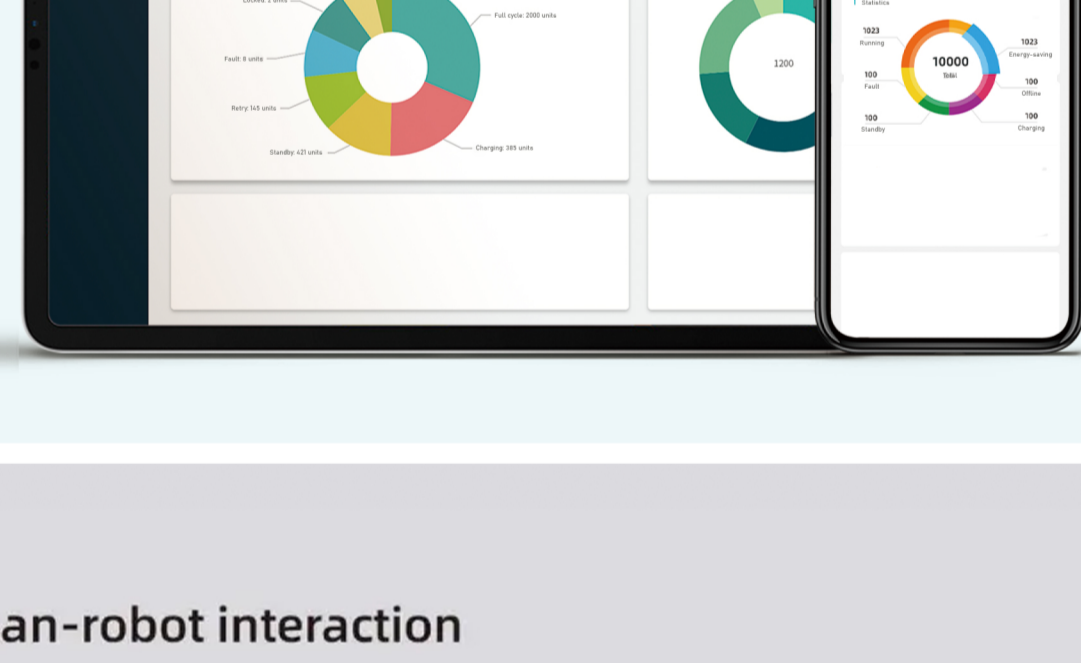 Full cycle: 2000 units
Fault: 8 units
Retry: 145 units
Standby: 421 units
Charging: 385 units
1200
Statistics
1023
Running
100
Fault
100
Standby
10000
Total
1023
Energy-saving
100
Offline
100
Charging
an-robot interaction